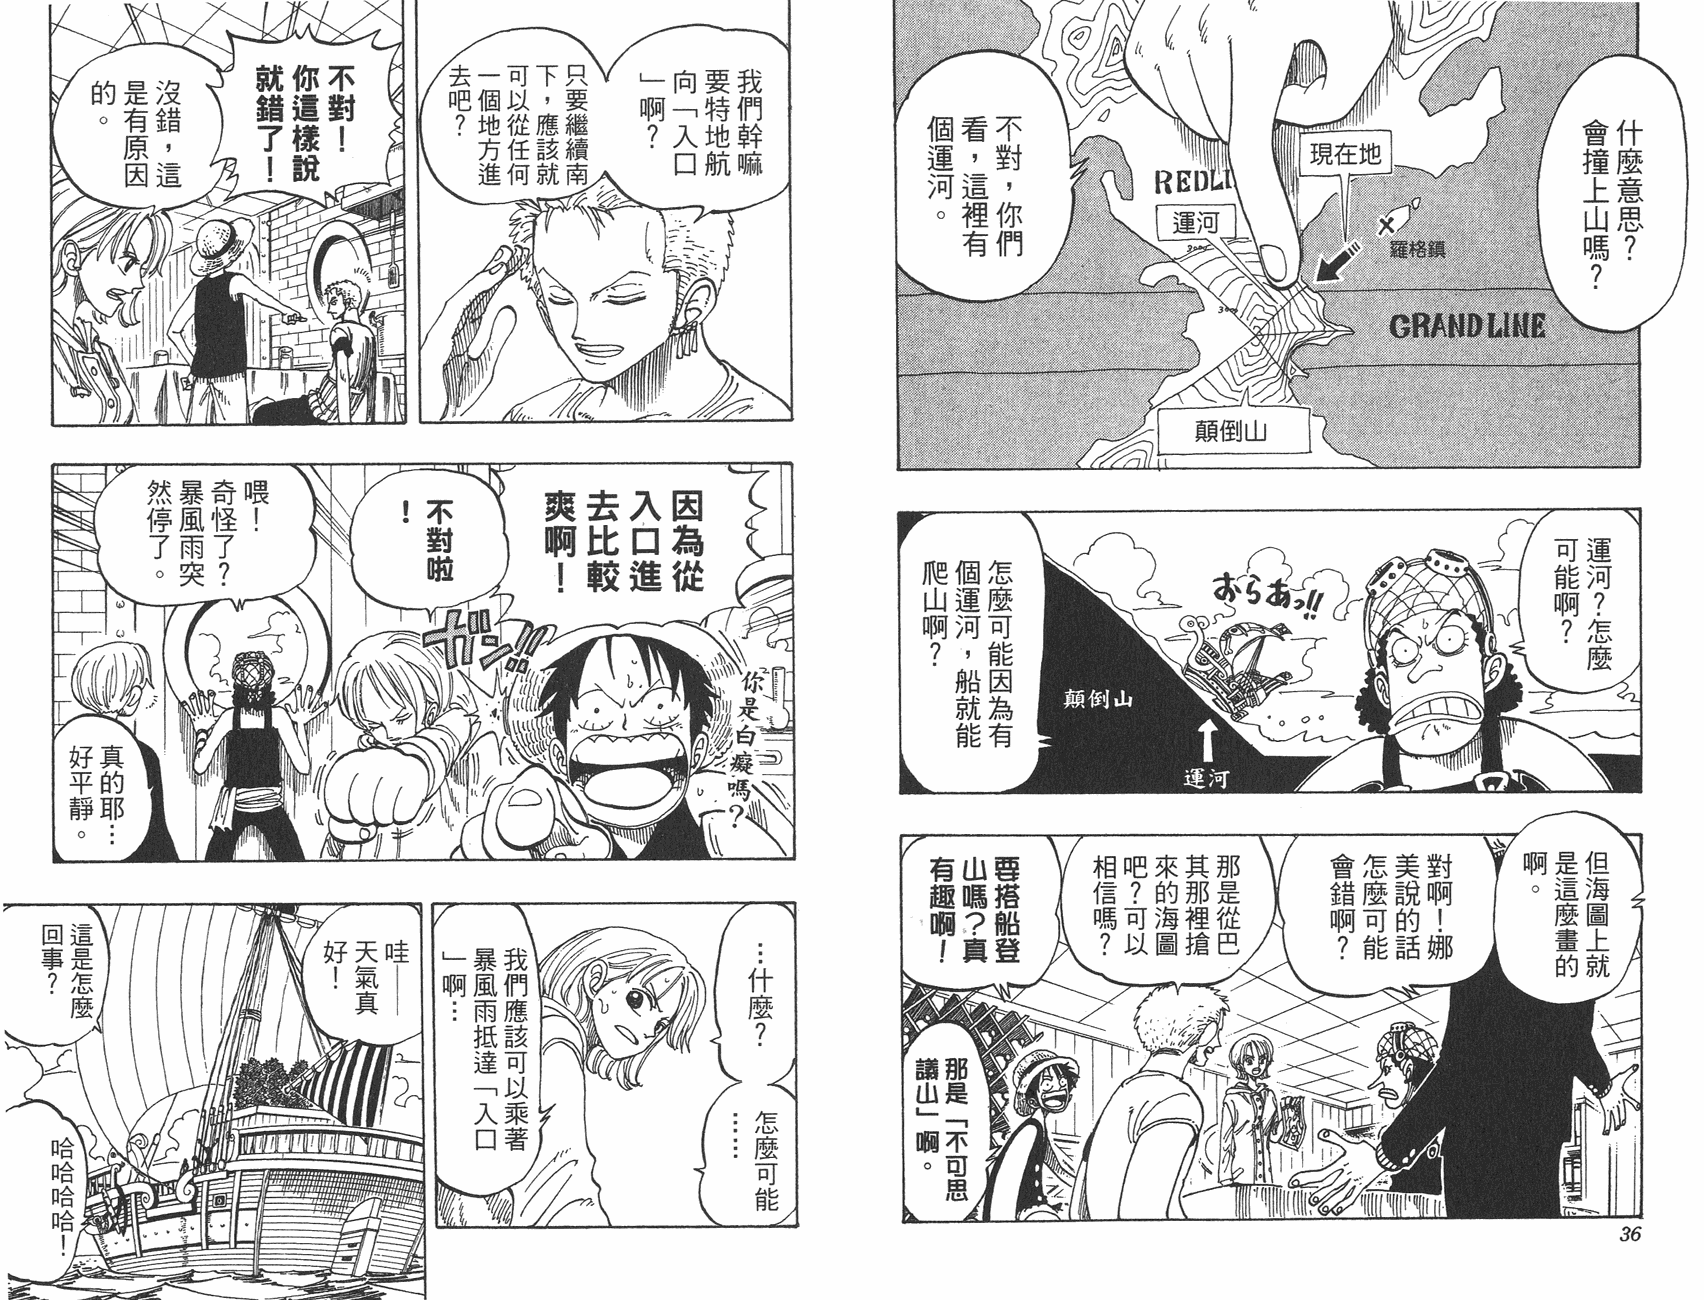 什麼意思？
會撞上山嗎？
現在地
REDLI
運河
羅格鎮
GRAND LINE
顛倒山
不對，你們
看，這裡有
個運河。
運河？怎麼
可能啊？
おらあっ!!
顛倒山
運河
怎麼可能因為有
個運河，船就能
爬山啊？
但海圖上就
是這麼畫的
啊。
對啊！娜
美說的話
怎麼可能
會錯啊？
那是從巴
其那裡搶
來的海圖
吧？可以
相信嗎？
要搭船登
山嗎？真
有趣啊！
那是「不可思
議山」啊。
36
我們幹嘛
要特地航
向「入口
」啊？
只要繼續南
下，應該就
可以從任何
一個地方進
去吧？
不對！
你這樣說
就錯了！
沒錯，這
是有原因
的。
因為從
入口進
去比較
爽啊！
你是白癡嗎？
不對啦
！
ガンッ!!
喂！
奇怪了？
暴風雨突
然停了。
真的耶…
好平靜。
…什麼？
怎麼可能
……
我們應該可以乘著
暴風雨抵達「入口
」啊…
哇——
天氣真
好！
這是怎麼
回事？
哈哈哈哈！